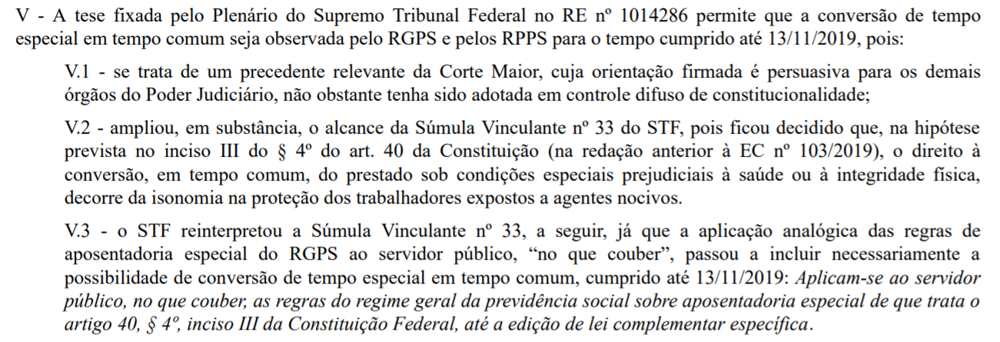 V - A tese fixada pelo Plenário do Supremo Tribunal Federal no RE nº 1014286 permite que a conversão de tempo
especial em tempo comum seja observada pelo RGPS e pelos RPPS para o tempo cumprido até 13/11/2019, pois:
V.1 - se trata de um precedente relevante da Corte Maior, cuja orientação firmada é persuasiva para os demais
órgãos do Poder Judiciário, não obstante tenha sido adotada em controle difuso de constitucionalidade;
V.2 - ampliou, em substância, o alcance da Súmula Vinculante nº 33 do STF, pois ficou decidido que, na hipótese
prevista no inciso III do § 4º do art. 40 da Constituição (na redação anterior à EC nº 103/2019), o direito à
conversão, em tempo comum, do prestado sob condições especiais prejudiciais à saúde ou à integridade física,
decorre da isonomia na proteção dos trabalhadores expostos a agentes nocivos.
V.3 - o STF reinterpretou a Súmula Vinculante nº 33, a seguir, já que a aplicação analógica das regras de
aposentadoria especial do RGPS ao servidor público, “no que couber”, passou a incluir necessariamente a
possibilidade de conversão de tempo especial em tempo comum, cumprido até 13/11/2019: Aplicam-se ao servidor
público, no que couber, as regras do regime geral da previdência social sobre aposentadoria especial de que trata o
artigo 40, § 4º, inciso III da Constituição Federal, até a edição de lei complementar específica.